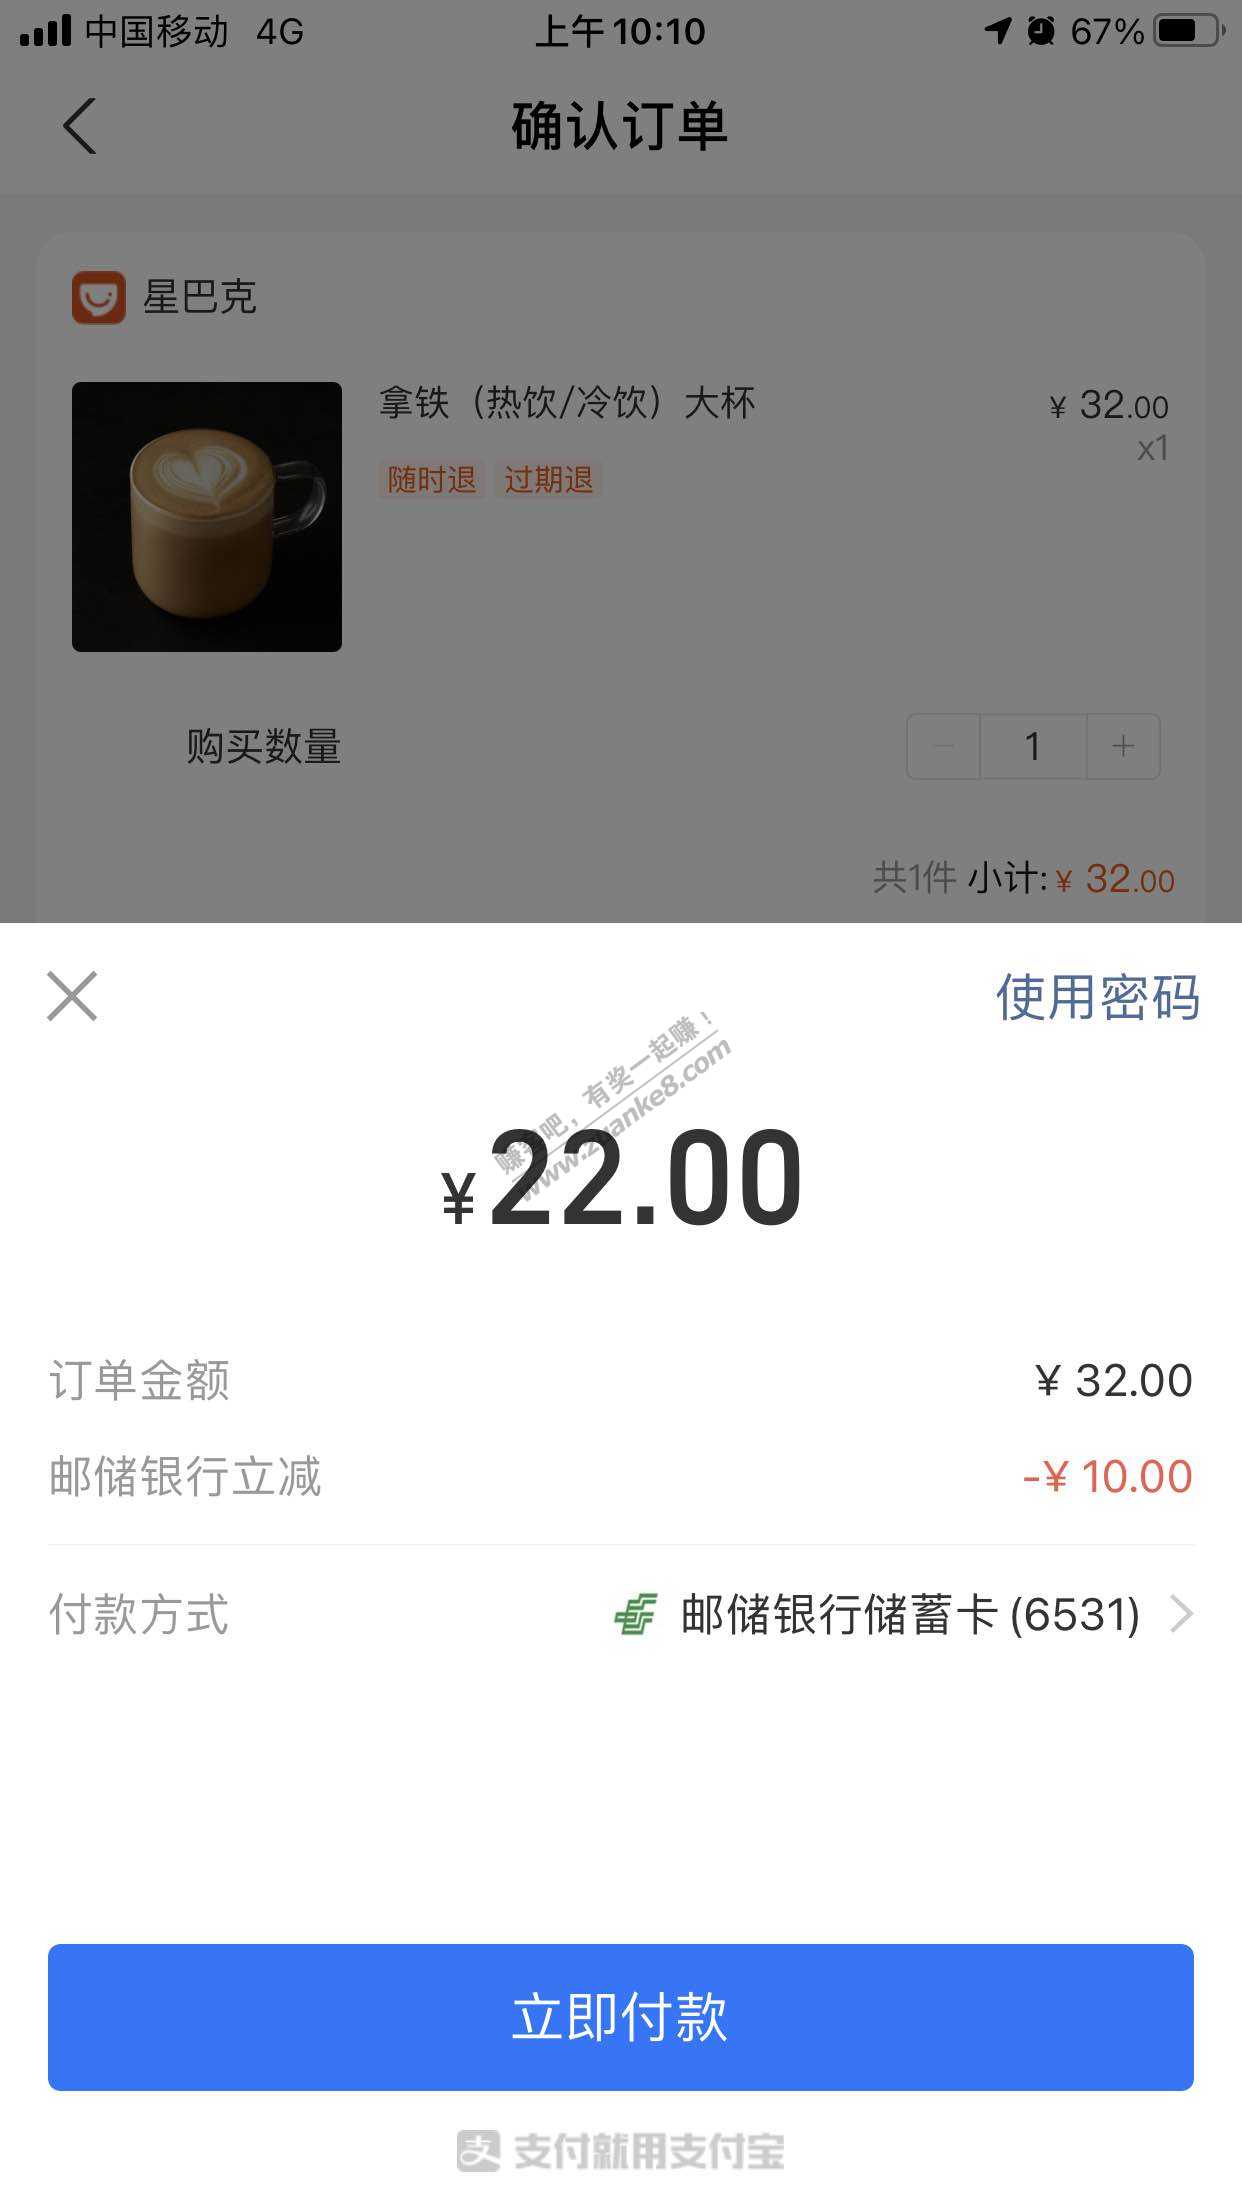 中国移动 4G 上午10:10 67%
确认订单
星巴克
拿铁（热饮/冷饮）大杯 ¥ 32.00
x1
随时退 过期退
购买数量 1
共1件 小计: ¥ 32.00
使用密码
赚客吧，有奖一起赚！
www.zuanke8.com
¥22.00
订单金额 ¥ 32.00
邮储银行立减 -¥ 10.00
付款方式 邮储银行储蓄卡(6531)
立即付款
支 支付就用支付宝